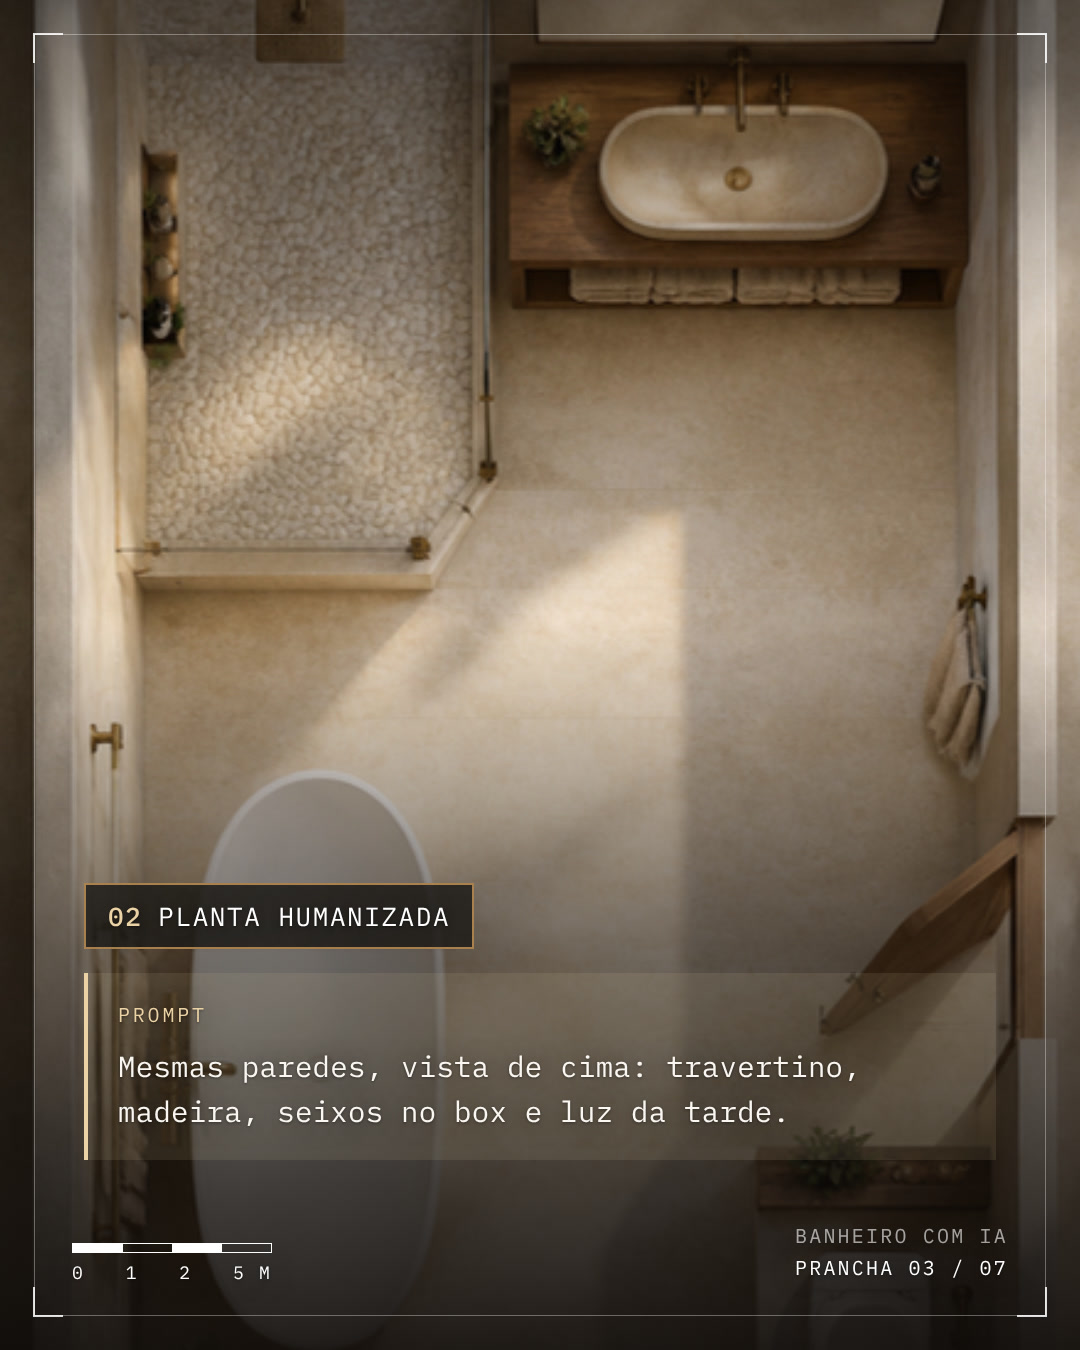 02 PLANTA HUMANIZADA
PROMPT
Mesmas paredes, vista de cima: travertino,
madeira, seixos no box e luz da tarde.
0 1 2 5 M
BANHEIRO COM IA
PRANCHA 03 / 07